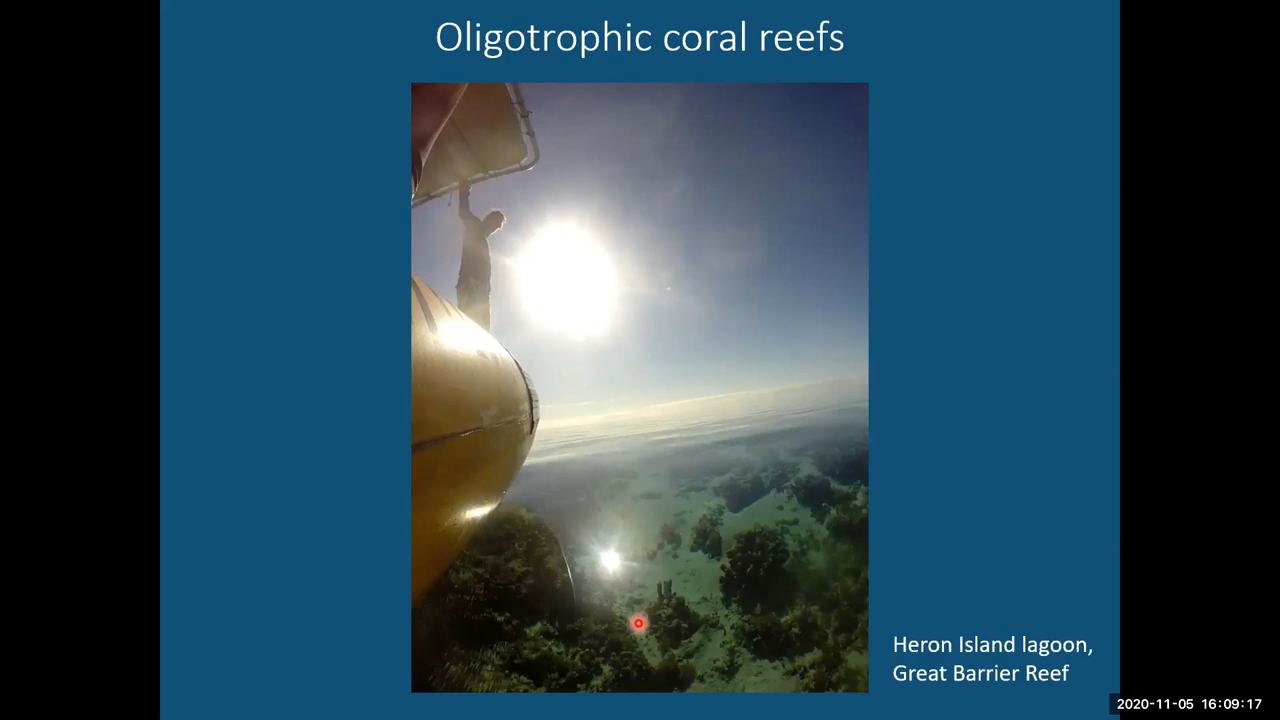 Oligotrophic coral reefs
Heron Island lagoon,
Great Barrier Reef
2020-11-05 16:09:17